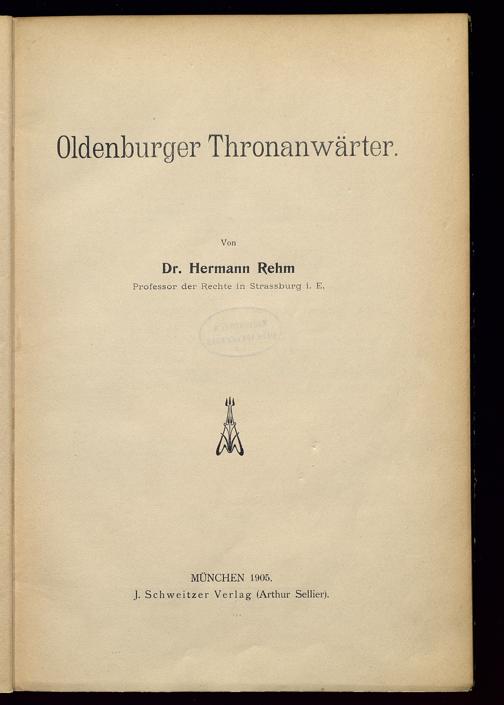 Oldenburger Thronanwärter.
Von
Dr. Hermann Rehm
Professor der Rechte in Strassburg i. E.
MÜNCHEN 1905.
J. Schweitzer Verlag (Arthur Sellier).